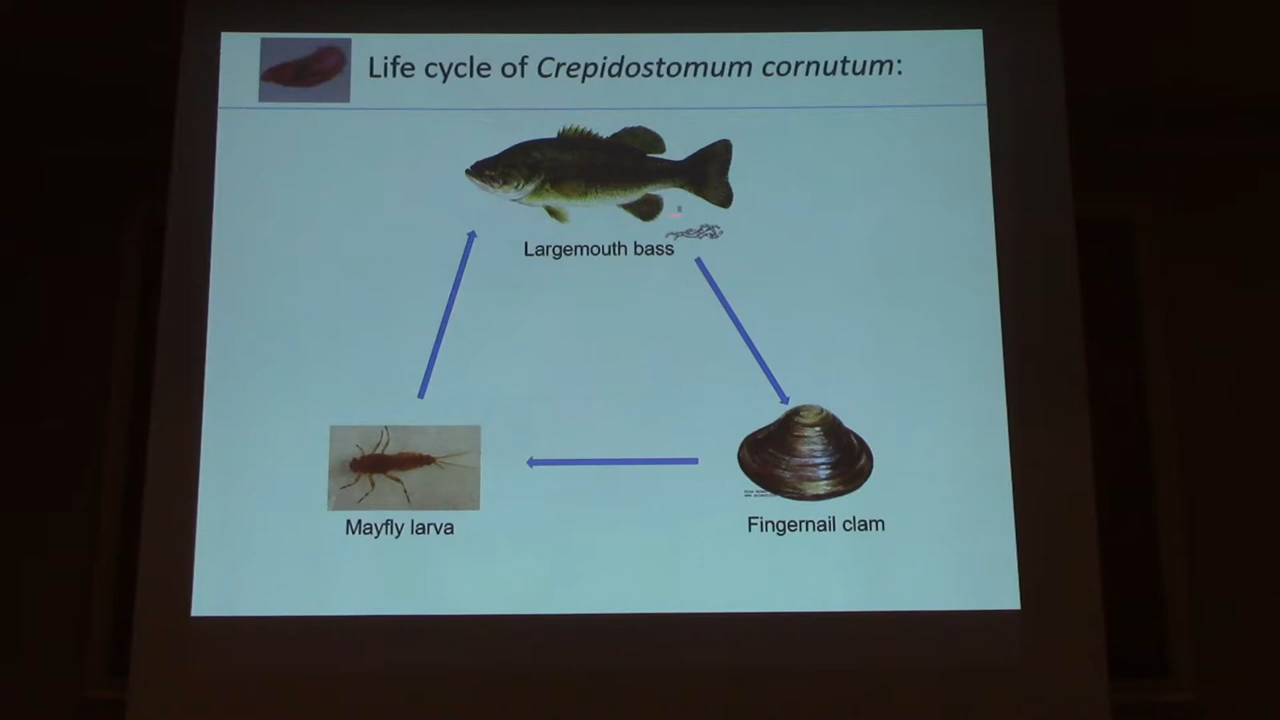 Life cycle of Crepidostomum cornutum:
Largemouth bass
Mayfly larva
Fingernail clam